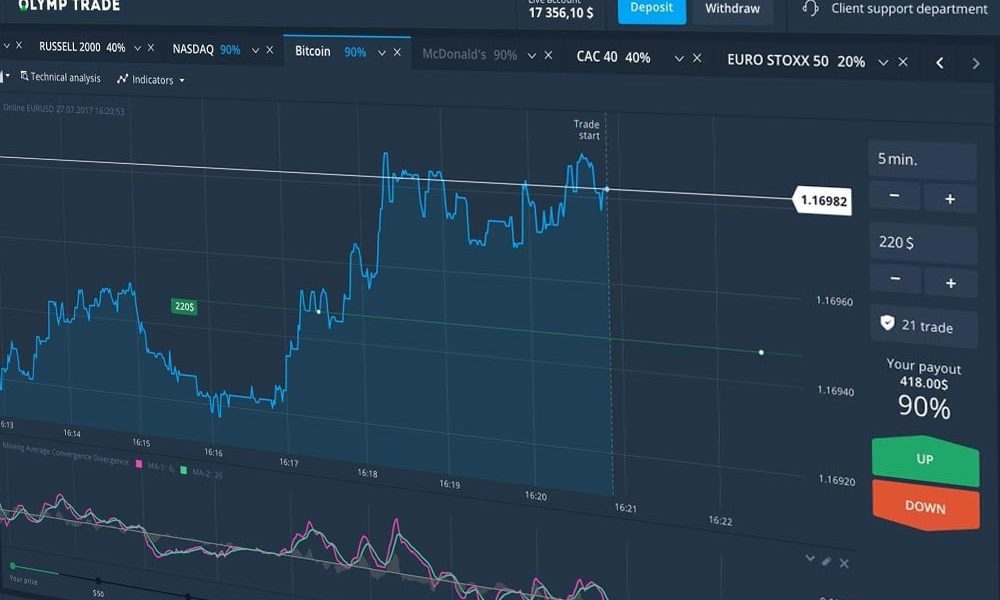 OLYMP TRADE
Live account
17 356,10 $
Deposit
Withdraw
Client support department
RUSSELL 2000 40%
NASDAQ 90%
Bitcoin 90%
McDonald's 90%
CAC 40 40%
EURO STOXX 50 20%
Technical analysis
Indicators
Online EURUSD 27.07.2017 16:20:53
Trade
start
1.16982
220$
1.16960
1.16940
1.16920
6:13
16:14
16:15
16:16
16:17
16:18
16:19
16:20
16:21
16:22
5 min.
− +
220 $
− +
21 trade
Your payout
418.00$
90%
UP
DOWN
Moving Average Convergence Divergence: MA-1: 6; MA-2: 26
Your prize
$50